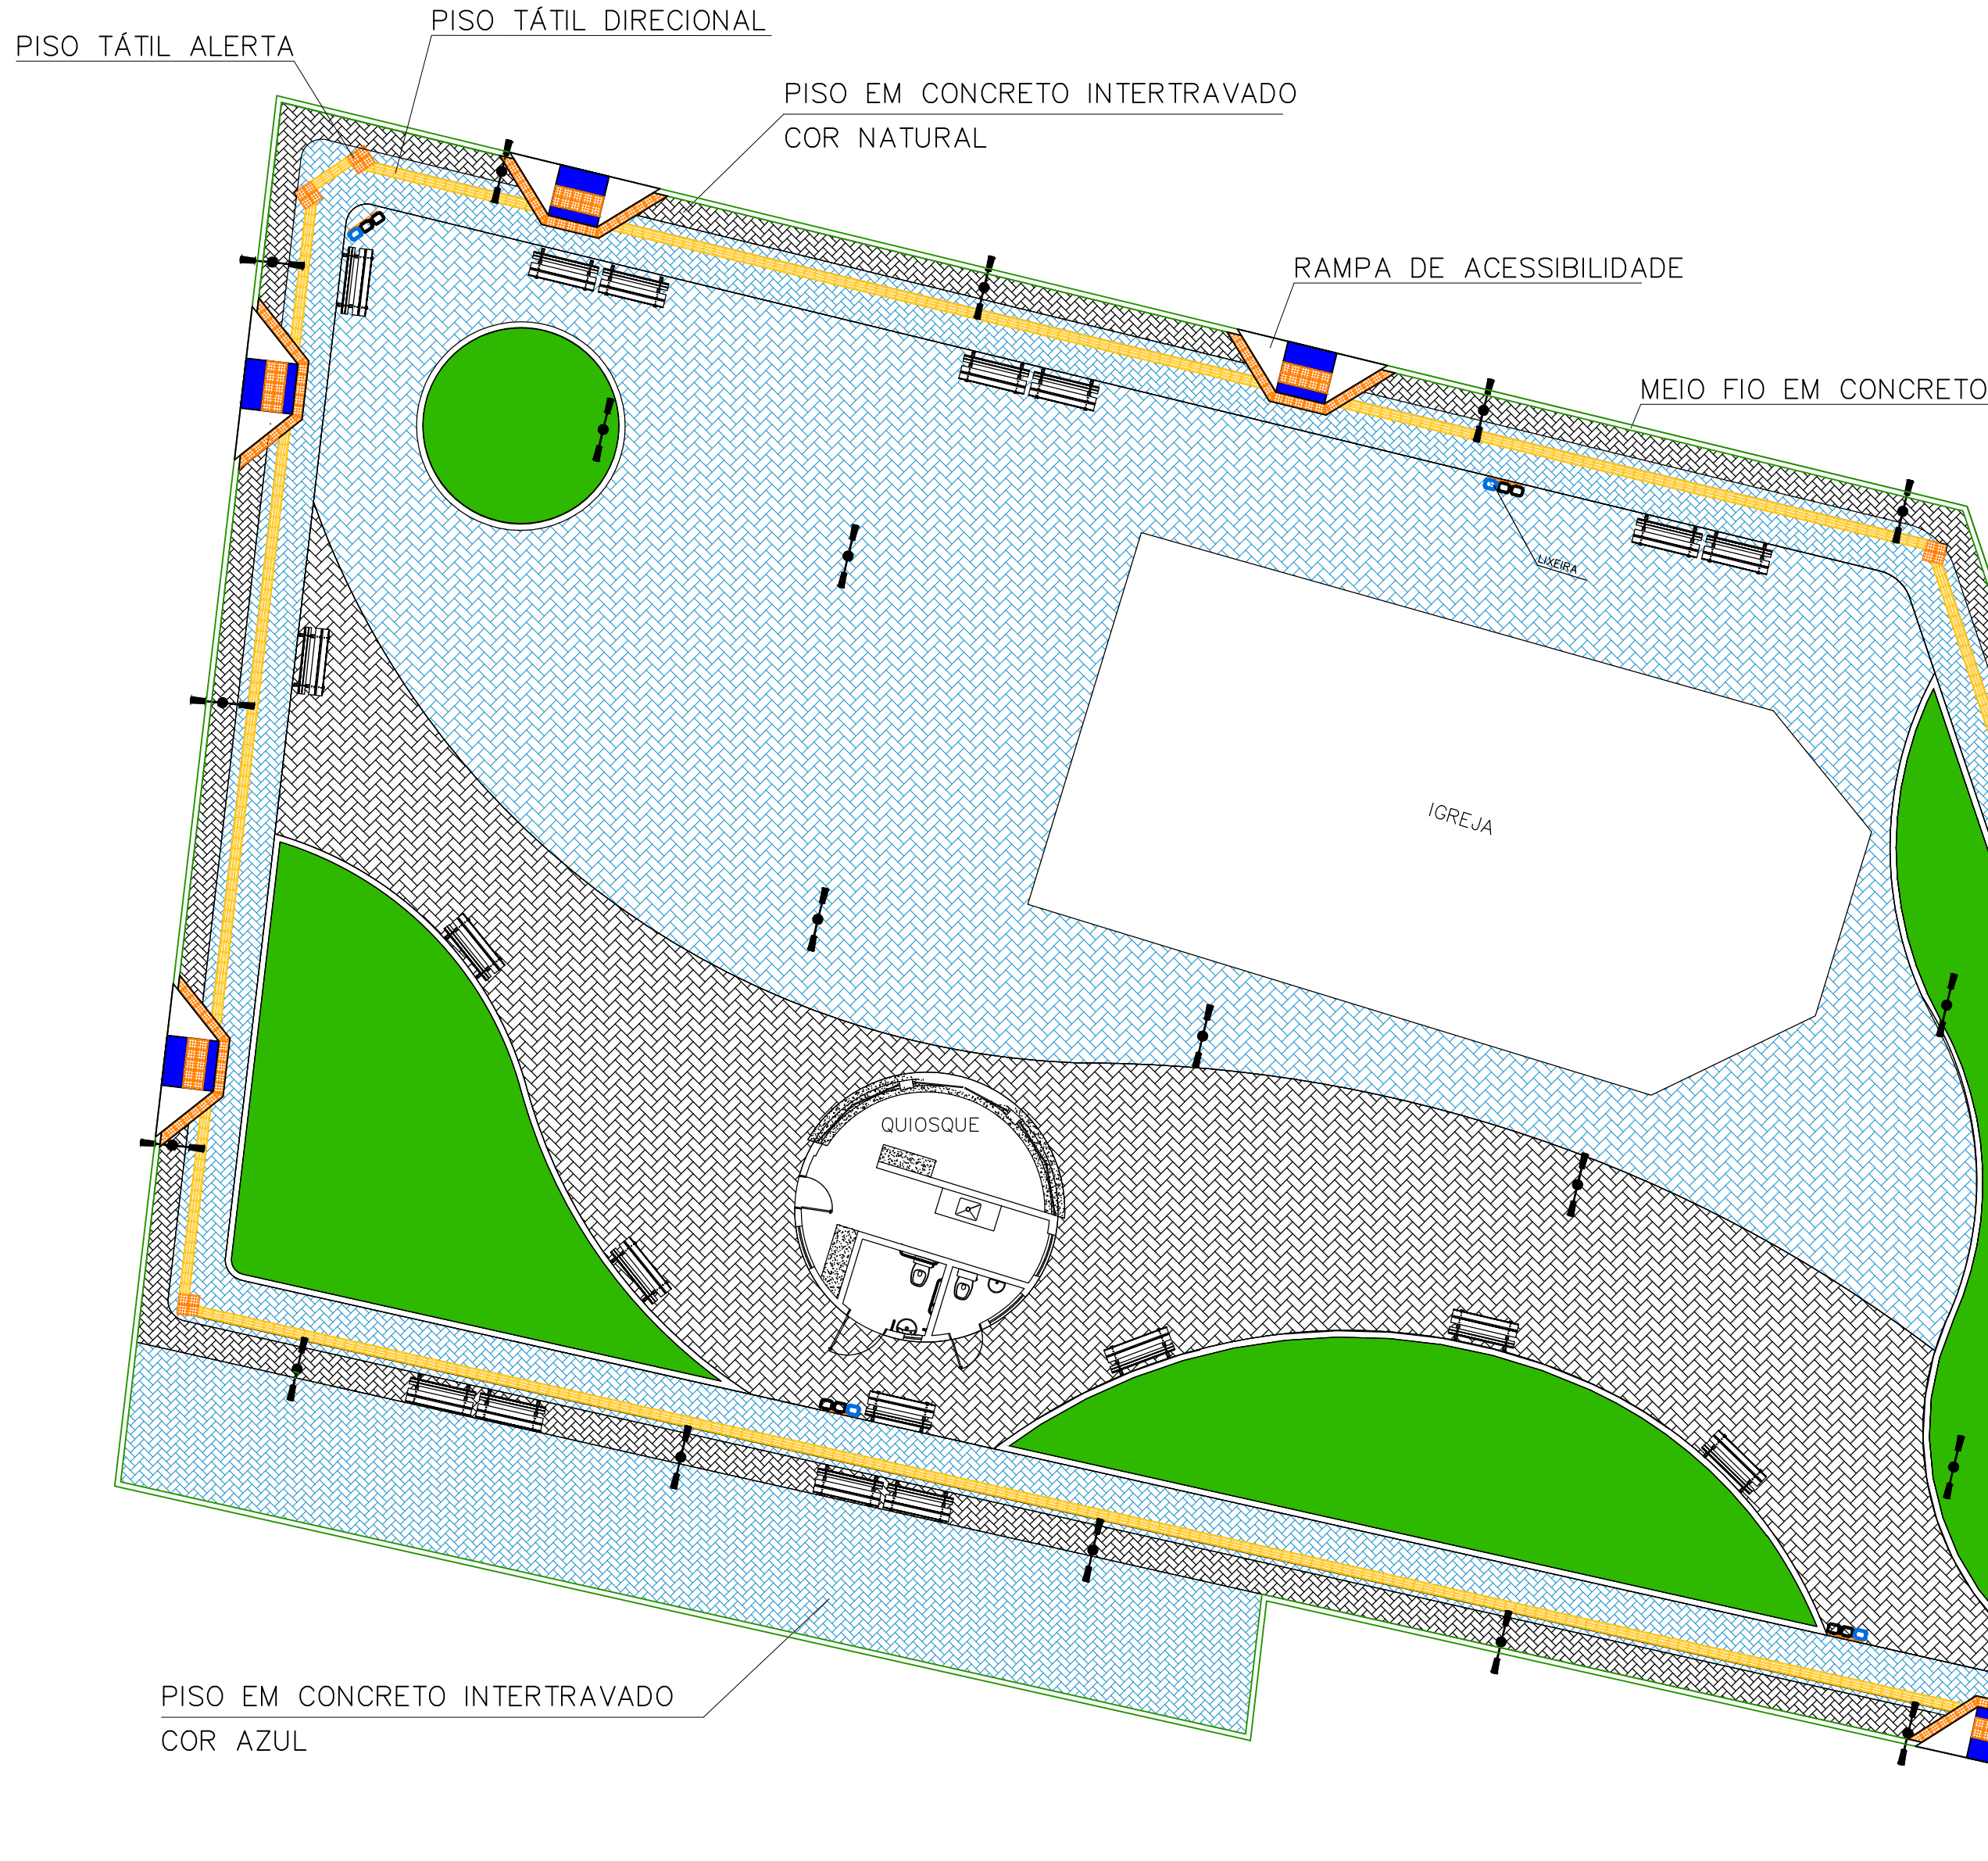 PISO TÁTIL DIRECIONAL
PISO TÁTIL ALERTA
PISO EM CONCRETO INTERTRAVADO
COR NATURAL
RAMPA DE ACESSIBILIDADE
MEIO FIO EM CONCRETO
LIXEIRA
IGREJA
QUIOSQUE
PISO EM CONCRETO INTERTRAVADO
COR AZUL